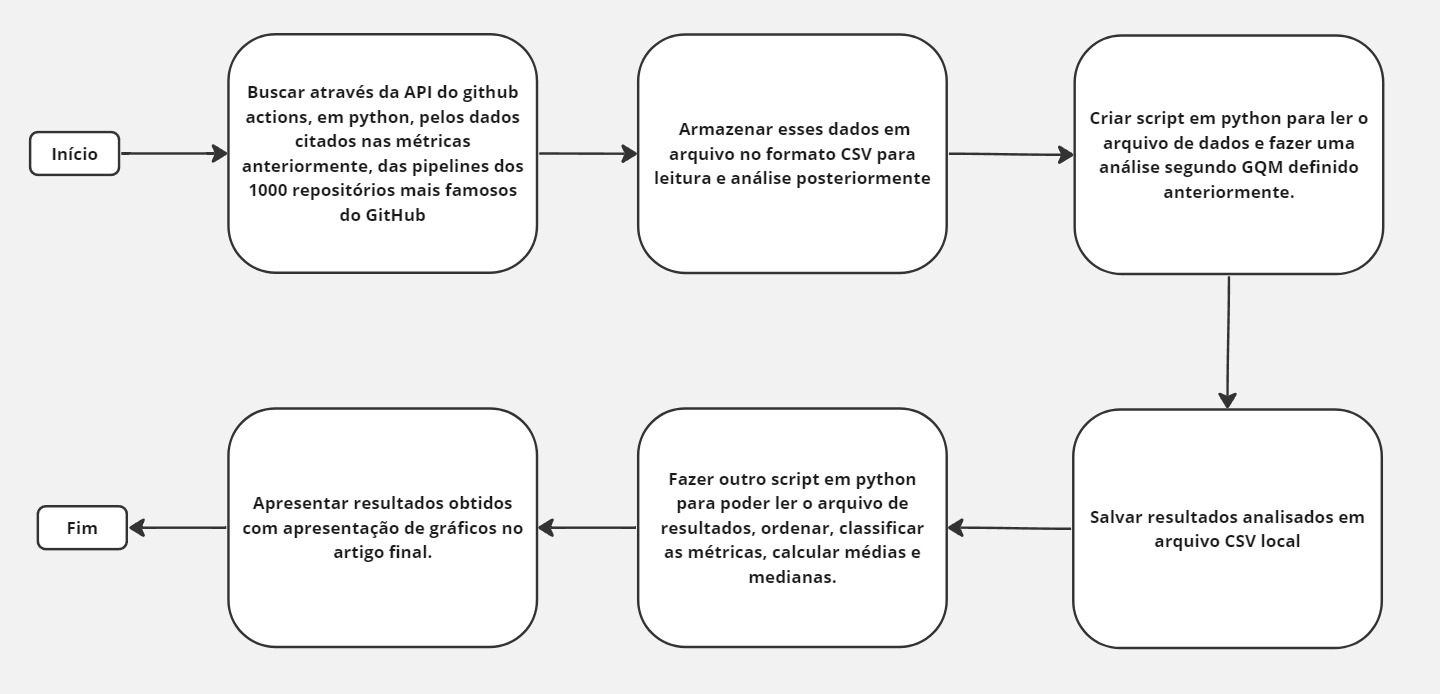 Início
Buscar através da API do github
actions, em python, pelos dados
citados nas métricas
anteriormente, das pipelines dos
1000 repositórios mais famosos
do GitHub
Armazenar esses dados em
arquivo no formato CSV para
leitura e análise posteriormente
Criar script em python para ler o
arquivo de dados e fazer uma
análise segundo GQM definido
anteriormente.
Salvar resultados analisados em
arquivo CSV local
Fazer outro script em python
para poder ler o arquivo de
resultados, ordenar, classificar
as métricas, calcular médias e
medianas.
Apresentar resultados obtidos
com apresentação de gráficos no
artigo final.
Fim